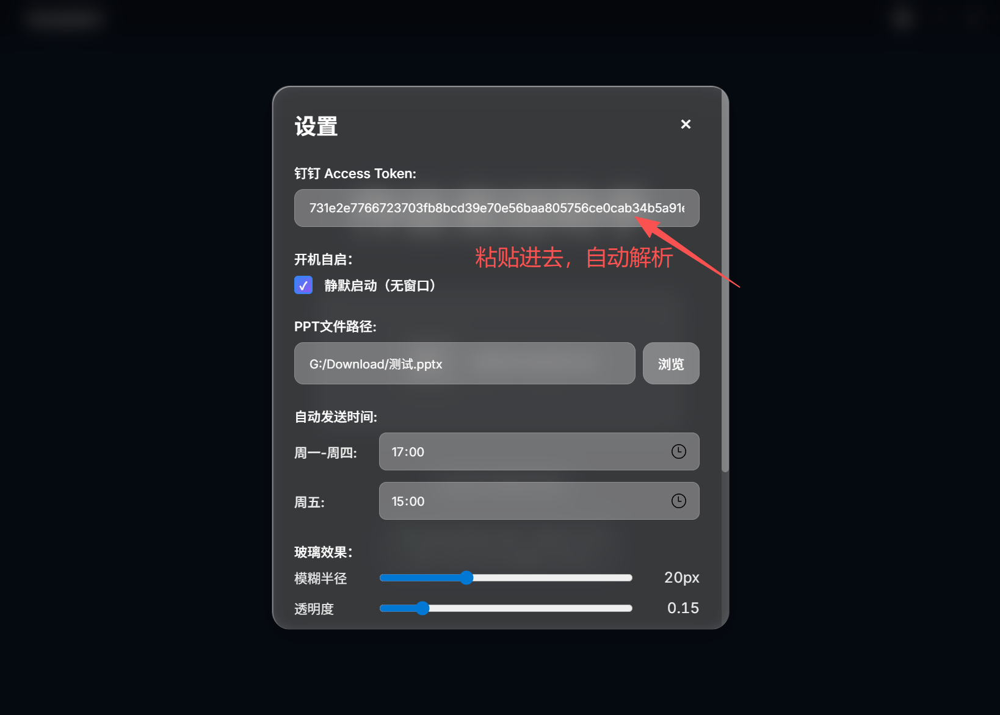 设置
×
钉钉 Access Token:
731e2e7766723703fb8bcd39e70e56baa805756ce0cab34b5a91e
粘贴进去，自动解析
开机自启：
静默启动（无窗口）
PPT文件路径:
G:/Download/测试.pptx
浏览
自动发送时间:
周一-周四:
17:00
周五:
15:00
玻璃效果：
模糊半径
20px
透明度
0.15